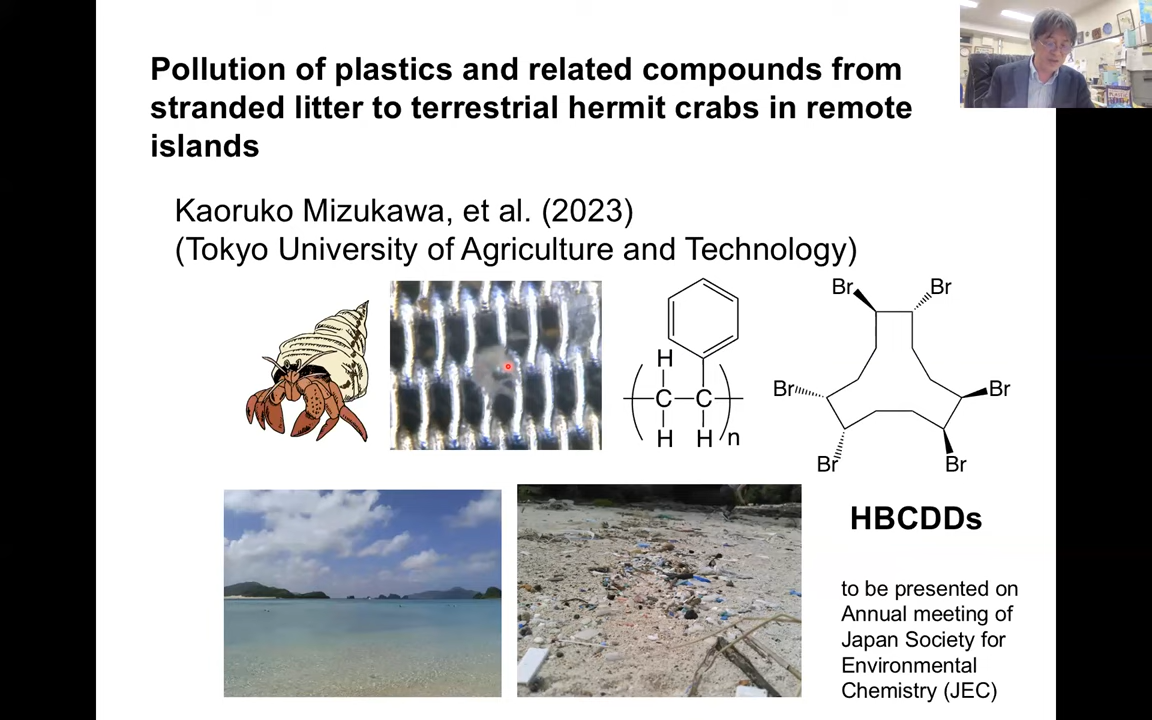 Pollution of plastics and related compounds from
stranded litter to terrestrial hermit crabs in remote
islands
Kaoruko Mizukawa, et al. (2023)
(Tokyo University of Agriculture and Technology)
H
C C
H H n
Br Br
Br Br
Br Br
HBCDDs
to be presented on
Annual meeting of
Japan Society for
Environmental
Chemistry (JEC)